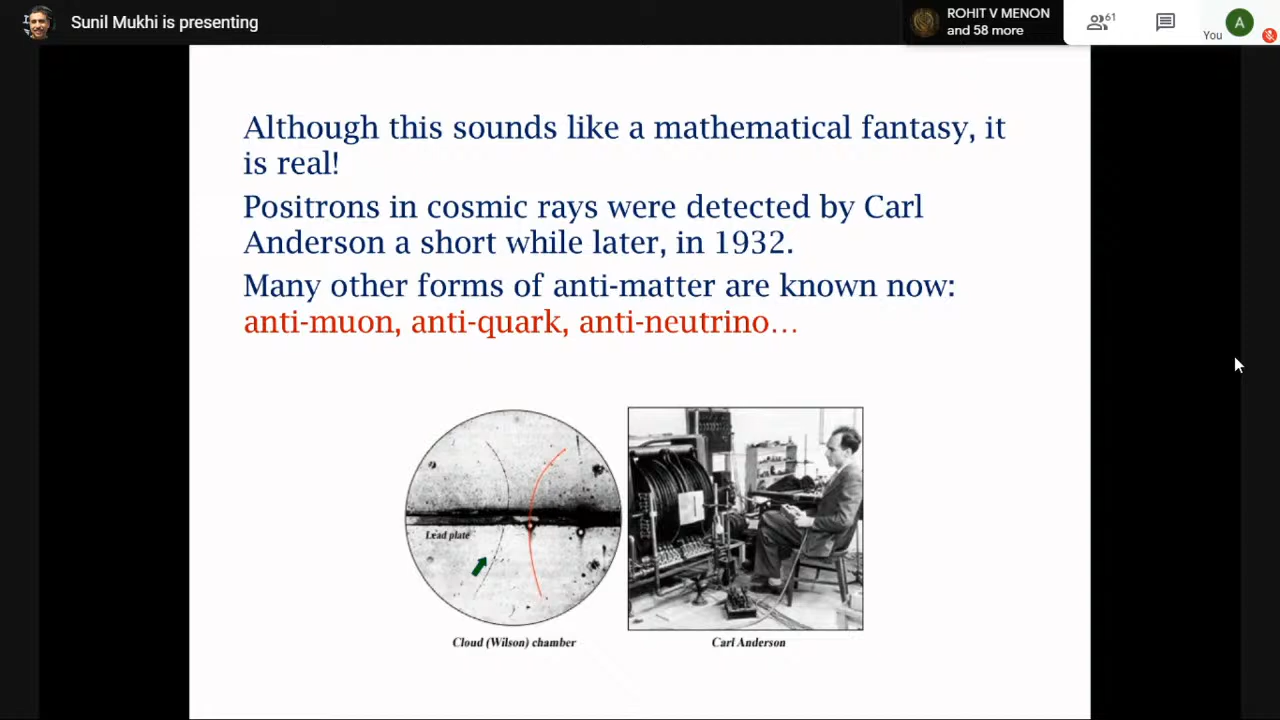 Sunil Mukhi is presenting
ROHIT V MENON
and 58 more
61
You
A
Although this sounds like a mathematical fantasy, it
is real!
Positrons in cosmic rays were detected by Carl
Anderson a short while later, in 1932.
Many other forms of anti-matter are known now:
anti-muon, anti-quark, anti-neutrino...
Lead plate
Cloud (Wilson) chamber
Carl Anderson